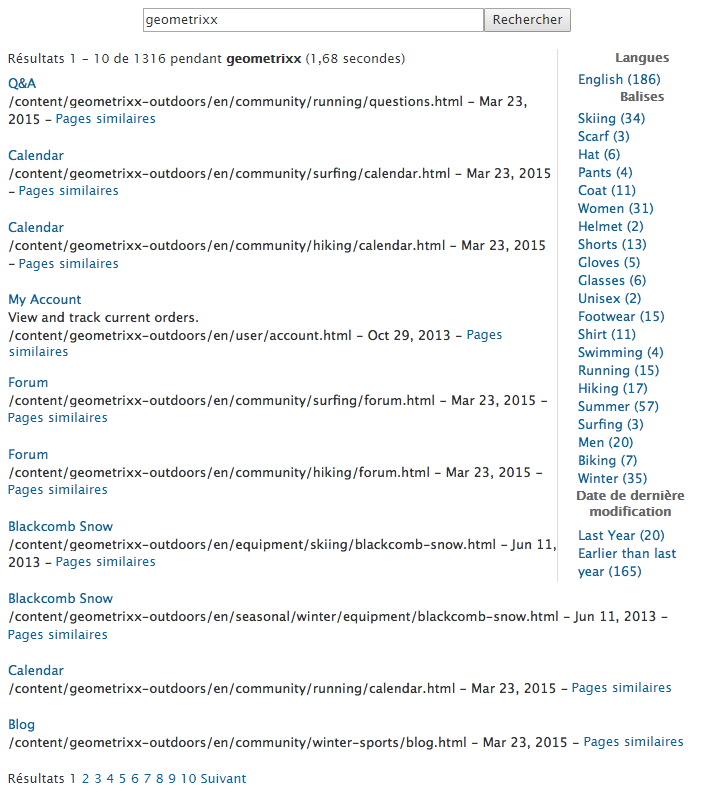 geometrixx
Rechercher
Résultats 1 - 10 de 1316 pendant geometrixx (1,68 secondes)
Q&A
/content/geometrixx-outdoors/en/community/running/questions.html - Mar 23,
2015 - Pages similaires
Calendar
/content/geometrixx-outdoors/en/community/surfing/calendar.html - Mar 23, 2015
- Pages similaires
Calendar
/content/geometrixx-outdoors/en/community/hiking/calendar.html - Mar 23, 2015
- Pages similaires
My Account
View and track current orders.
/content/geometrixx-outdoors/en/user/account.html - Oct 29, 2013 - Pages
similaires
Forum
/content/geometrixx-outdoors/en/community/surfing/forum.html - Mar 23, 2015 -
Pages similaires
Forum
/content/geometrixx-outdoors/en/community/hiking/forum.html - Mar 23, 2015 -
Pages similaires
Blackcomb Snow
/content/geometrixx-outdoors/en/equipment/skiing/blackcomb-snow.html - Jun 11,
2013 - Pages similaires
Blackcomb Snow
/content/geometrixx-outdoors/en/seasonal/winter/equipment/blackcomb-snow.html - Jun 11, 2013 -
Pages similaires
Calendar
/content/geometrixx-outdoors/en/community/running/calendar.html - Mar 23, 2015 - Pages similaires
Blog
/content/geometrixx-outdoors/en/community/winter-sports/blog.html - Mar 23, 2015 - Pages similaires
Résultats 1 2 3 4 5 6 7 8 9 10 Suivant
Langues
English (186)
Balises
Skiing (34)
Scarf (3)
Hat (6)
Pants (4)
Coat (11)
Women (31)
Helmet (2)
Shorts (13)
Gloves (5)
Glasses (6)
Unisex (2)
Footwear (15)
Shirt (11)
Swimming (4)
Running (15)
Hiking (17)
Summer (57)
Surfing (3)
Men (20)
Biking (7)
Winter (35)
Date de dernière
modification
Last Year (20)
Earlier than last
year (165)